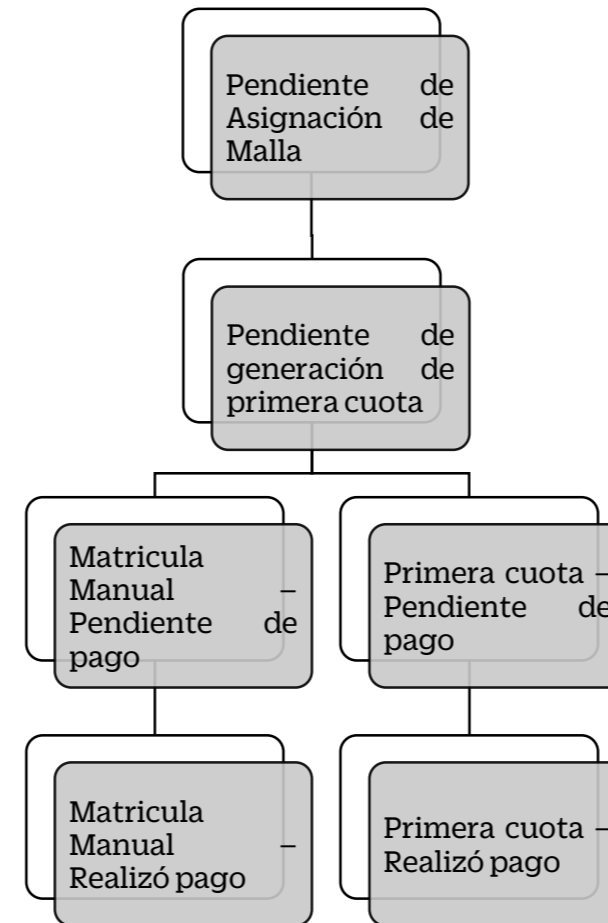 Pendiente de
Asignación de
Malla
Pendiente de
generación de
primera cuota
Matricula
Manual –
Pendiente de
pago
Primera cuota –
Pendiente de
pago
Matricula
Manual –
Realizó pago
Primera cuota –
Realizó pago